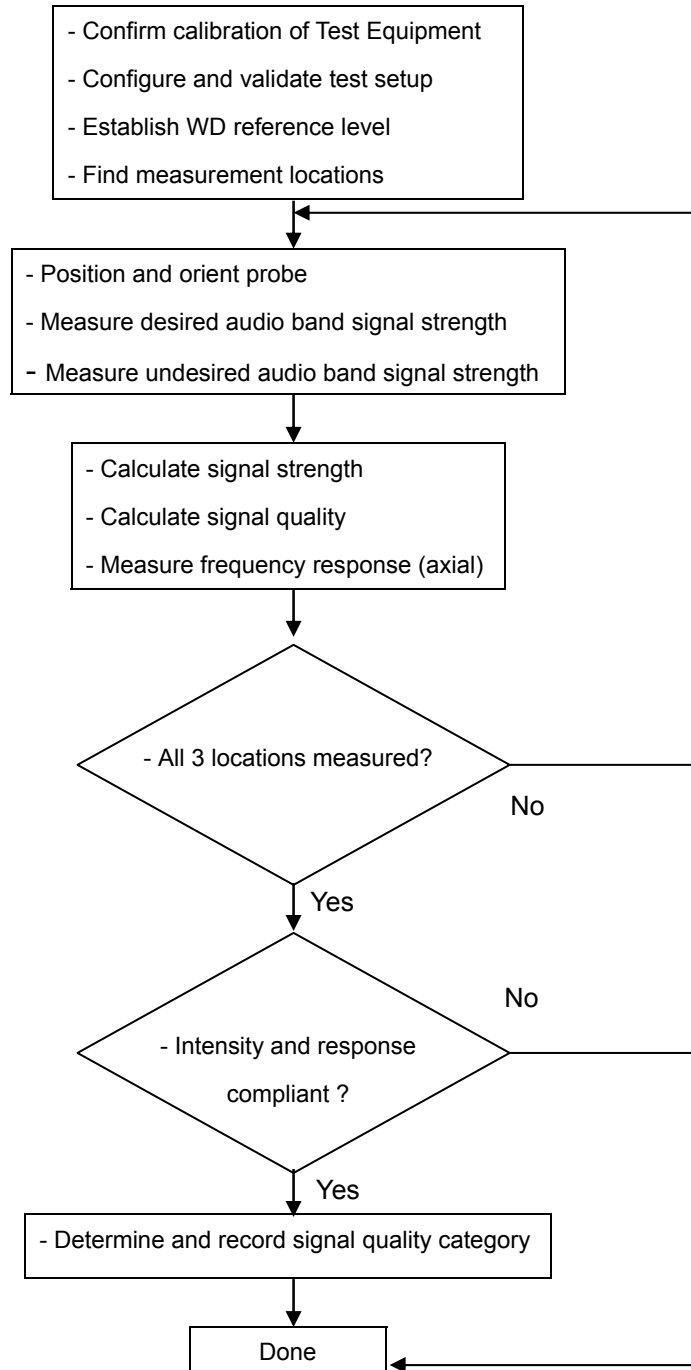 - Confirm calibration of Test Equipment
- Configure and validate test setup
- Establish WD reference level
- Find measurement locations
- Position and orient probe
- Measure desired audio band signal strength
- Measure undesired audio band signal strength
- Calculate signal strength
- Calculate signal quality
- Measure frequency response (axial)
- All 3 locations measured?
No
Yes
No
- Intensity and response
compliant ?
Yes
- Determine and record signal quality category
Done